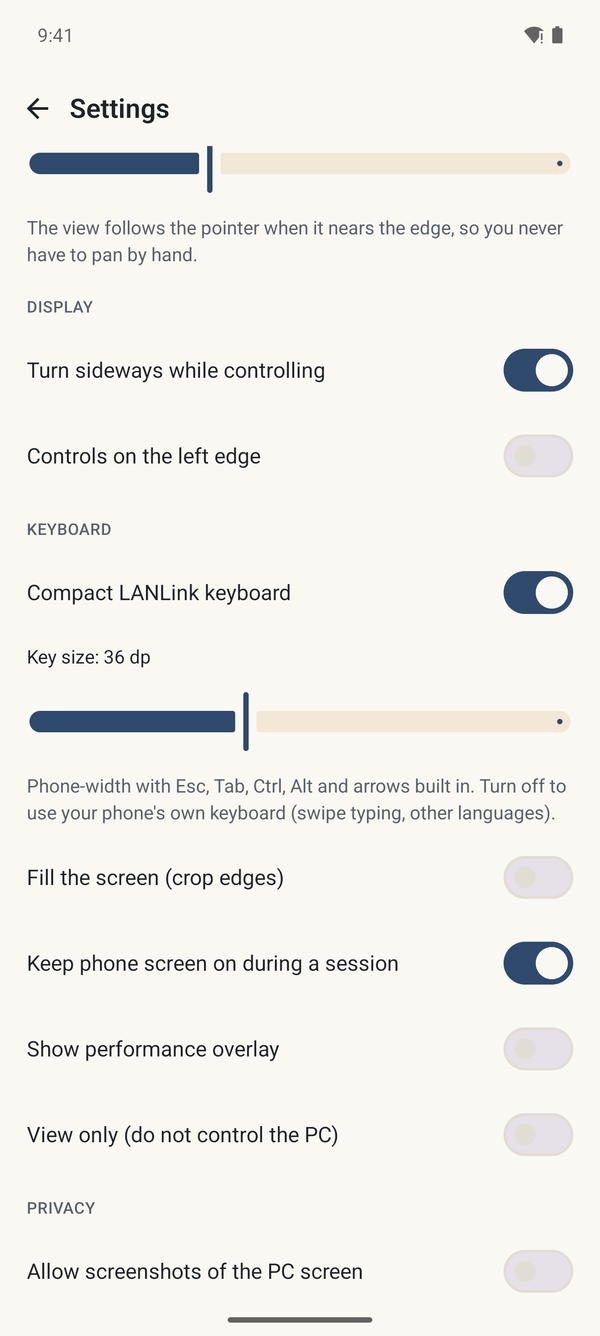 9:41
Settings
The view follows the pointer when it nears the edge, so you never
have to pan by hand.
DISPLAY
Turn sideways while controlling
Controls on the left edge
KEYBOARD
Compact LANLink keyboard
Key size: 36 dp
Phone-width with Esc, Tab, Ctrl, Alt and arrows built in. Turn off to
use your phone's own keyboard (swipe typing, other languages).
Fill the screen (crop edges)
Keep phone screen on during a session
Show performance overlay
View only (do not control the PC)
PRIVACY
Allow screenshots of the PC screen